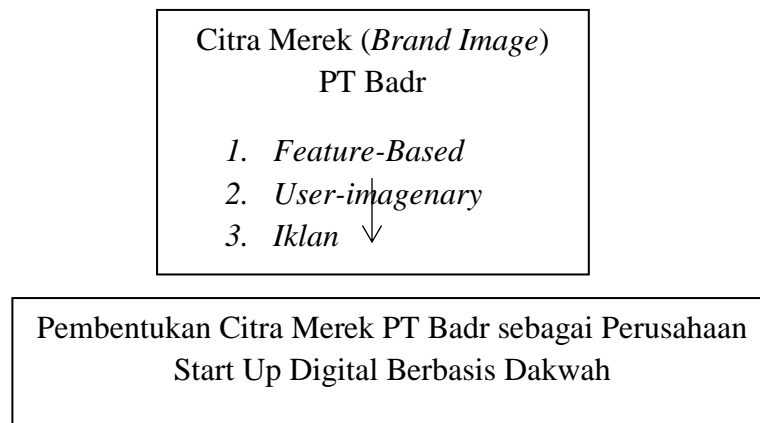 Citra Merek (Brand Image)
PT Badr
1. Feature-Based
2. User-imagenary
3. Iklan
Pembentukan Citra Merek PT Badr sebagai Perusahaan
Start Up Digital Berbasis Dakwah